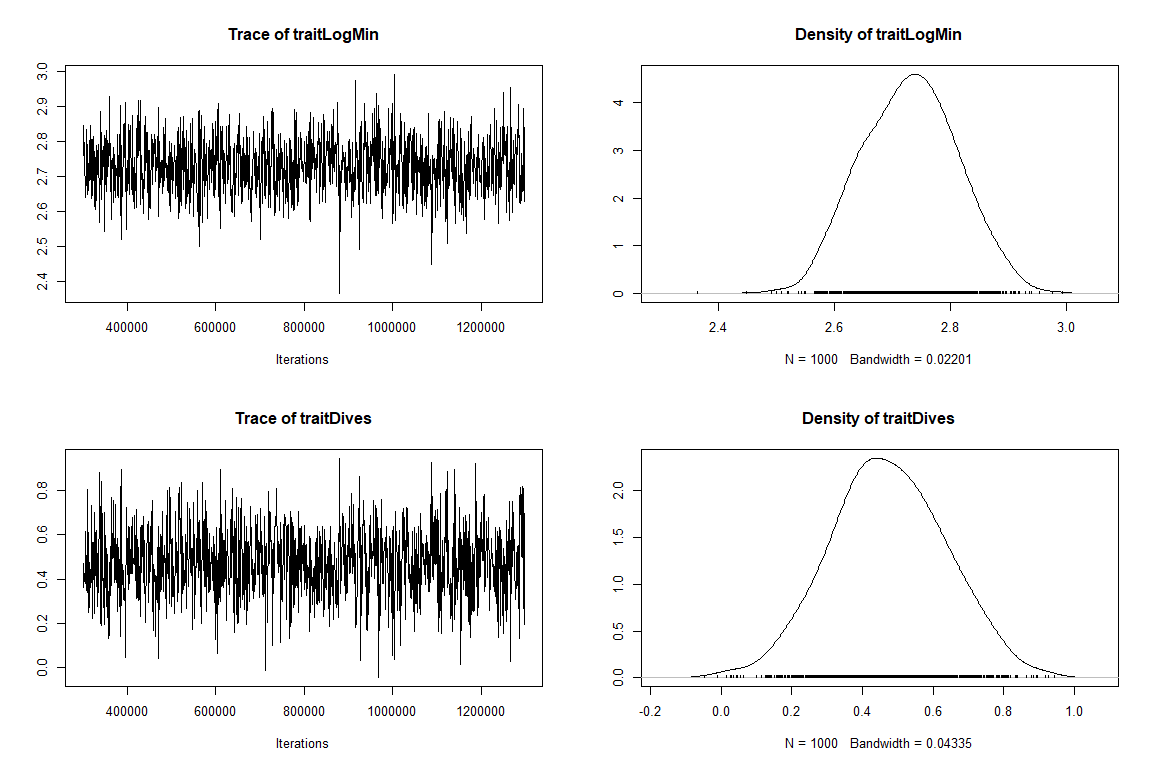 Trace of traitLogMin
3.0
2.9
2.8
2.7
2.6
2.5
2.4
400000 600000 800000 1000000 1200000
Iterations
Density of traitLogMin
4
3
2
1
0
2.4 2.6 2.8 3.0
N = 1000 Bandwidth = 0.02201
Trace of traitDives
0.8
0.6
0.4
0.2
0.0
400000 600000 800000 1000000 1200000
Iterations
Density of traitDives
2.0
1.5
1.0
0.5
0.0
-0.2 0.0 0.2 0.4 0.6 0.8 1.0
N = 1000 Bandwidth = 0.04335